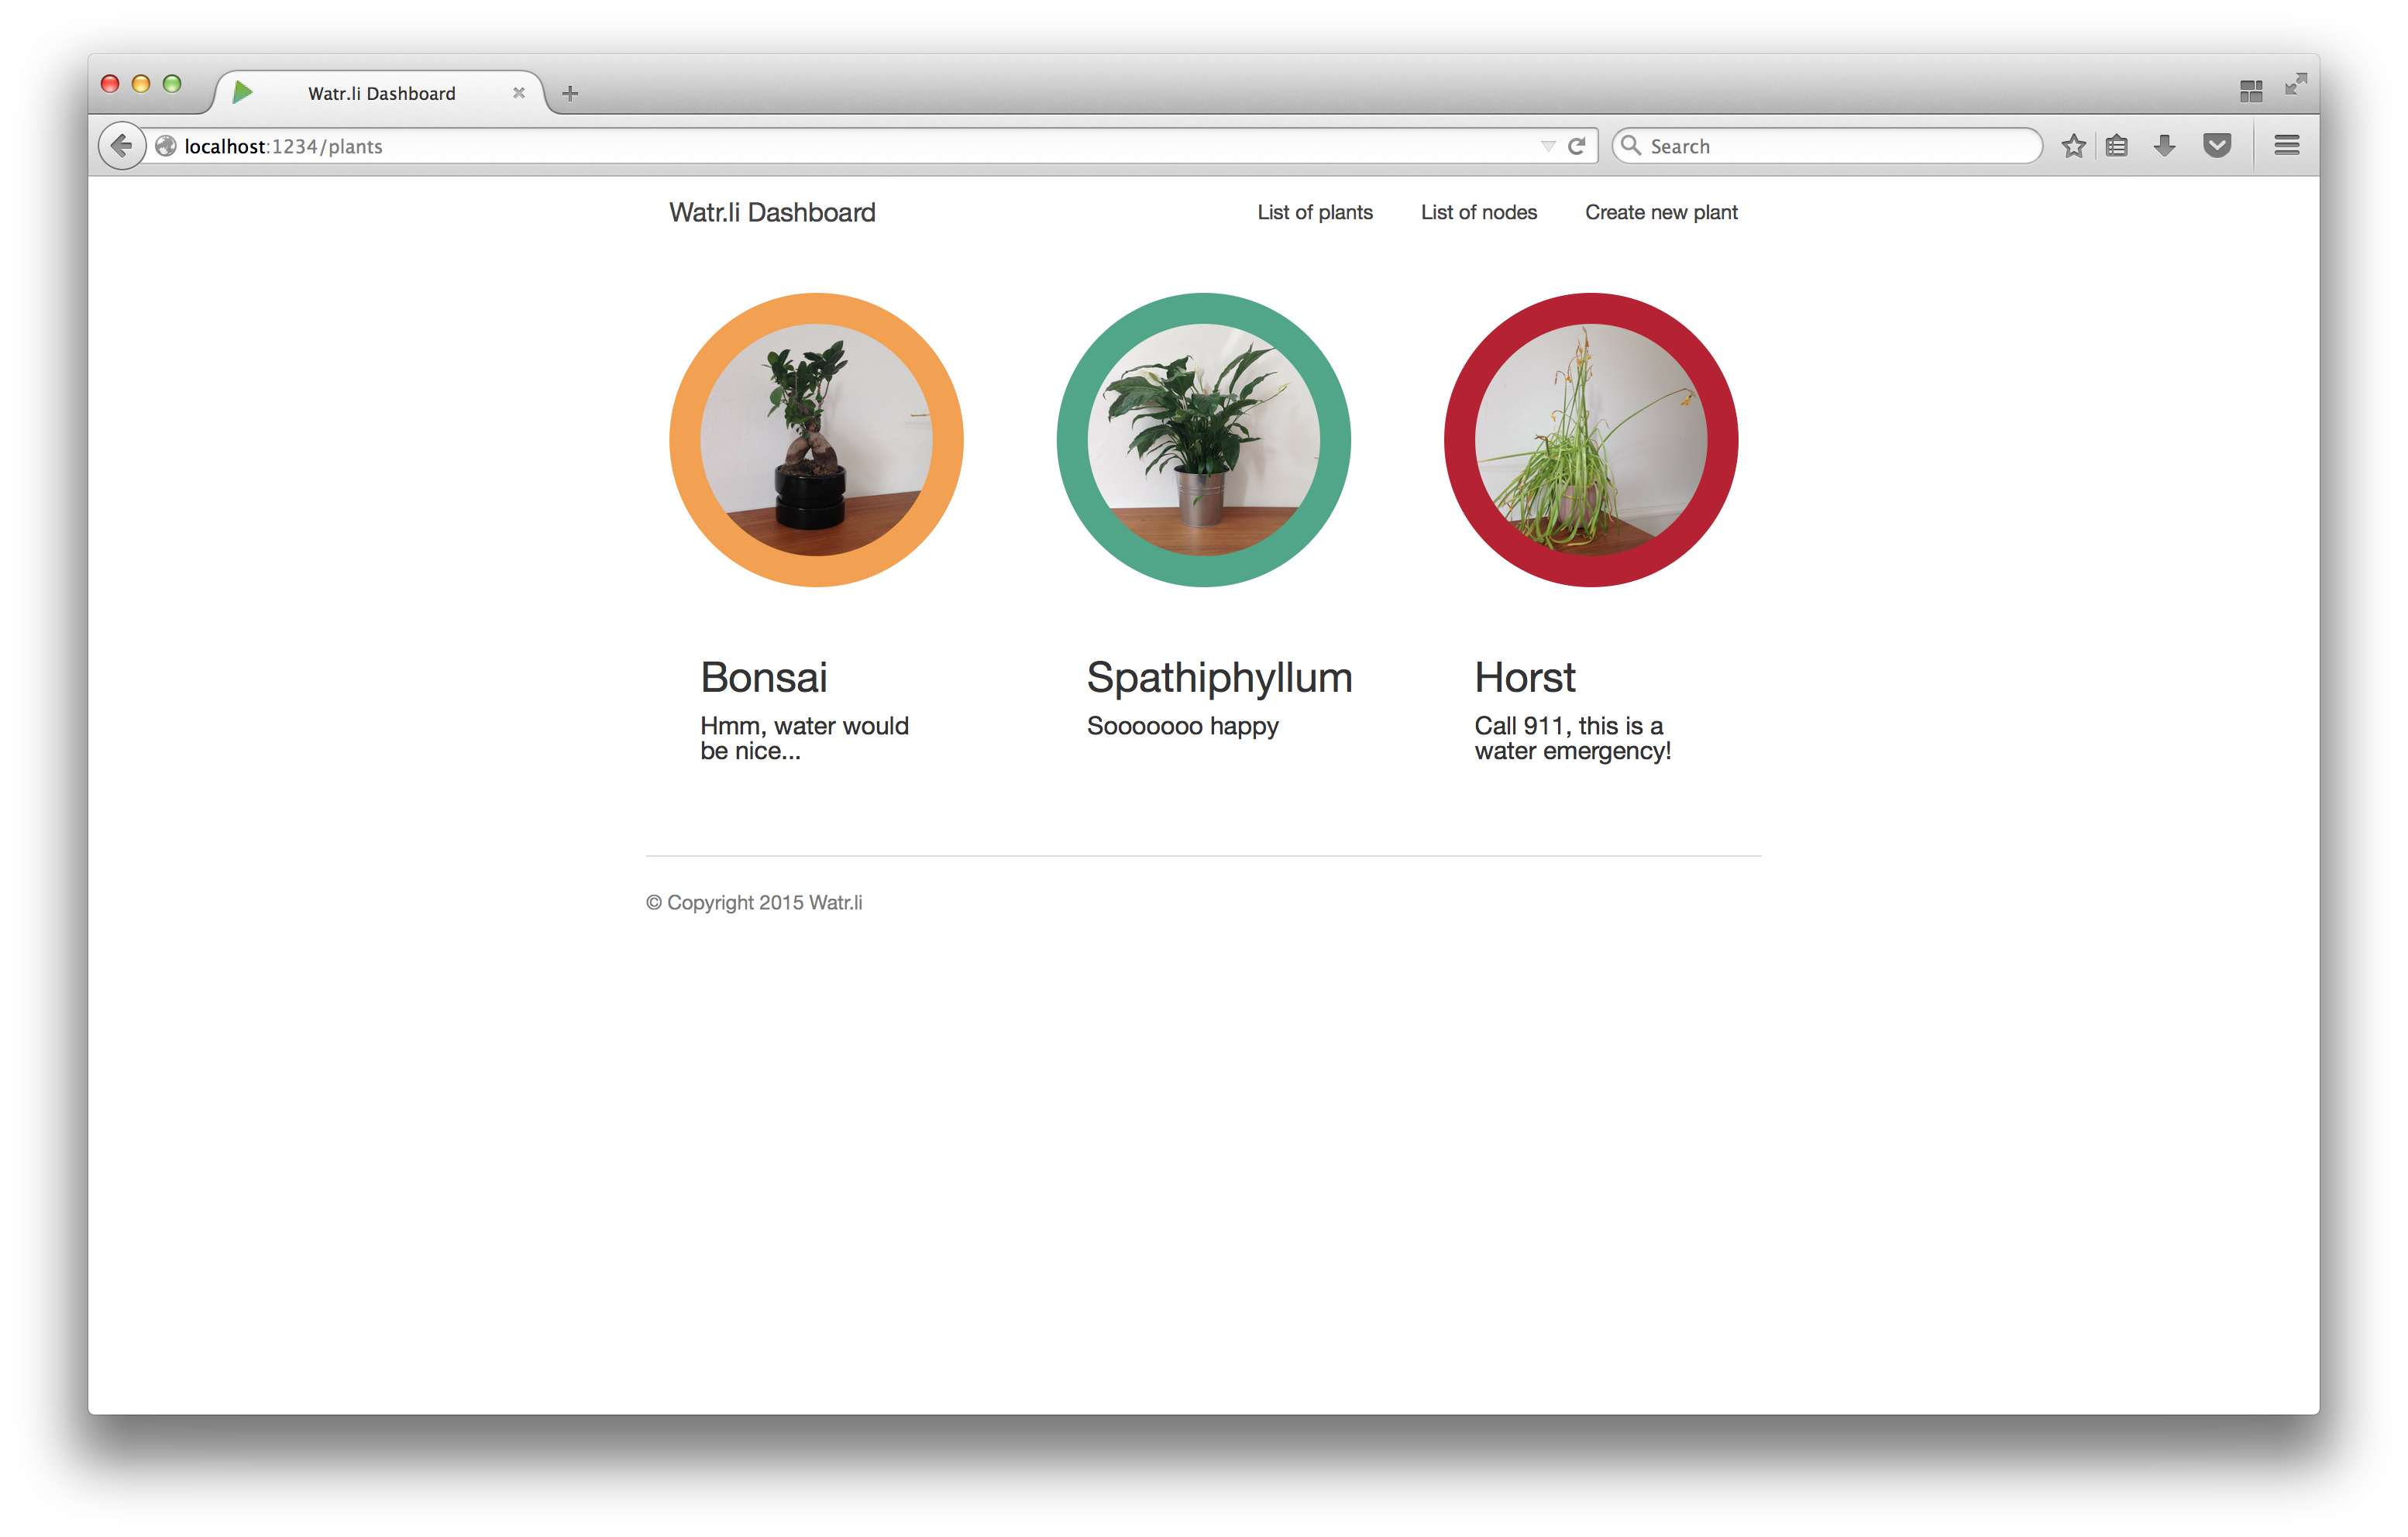 Watr.li Dashboard
localhost:1234/plants
Search
Watr.li Dashboard
List of plants
List of nodes
Create new plant
Bonsai
Hmm, water would
be nice...
Spathiphyllum
Sooooooo happy
Horst
Call 911, this is a
water emergency!
© Copyright 2015 Watr.li